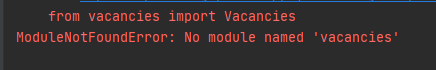 from vacancies import Vacancies
ModuleNotFoundError: No module named 'vacancies'